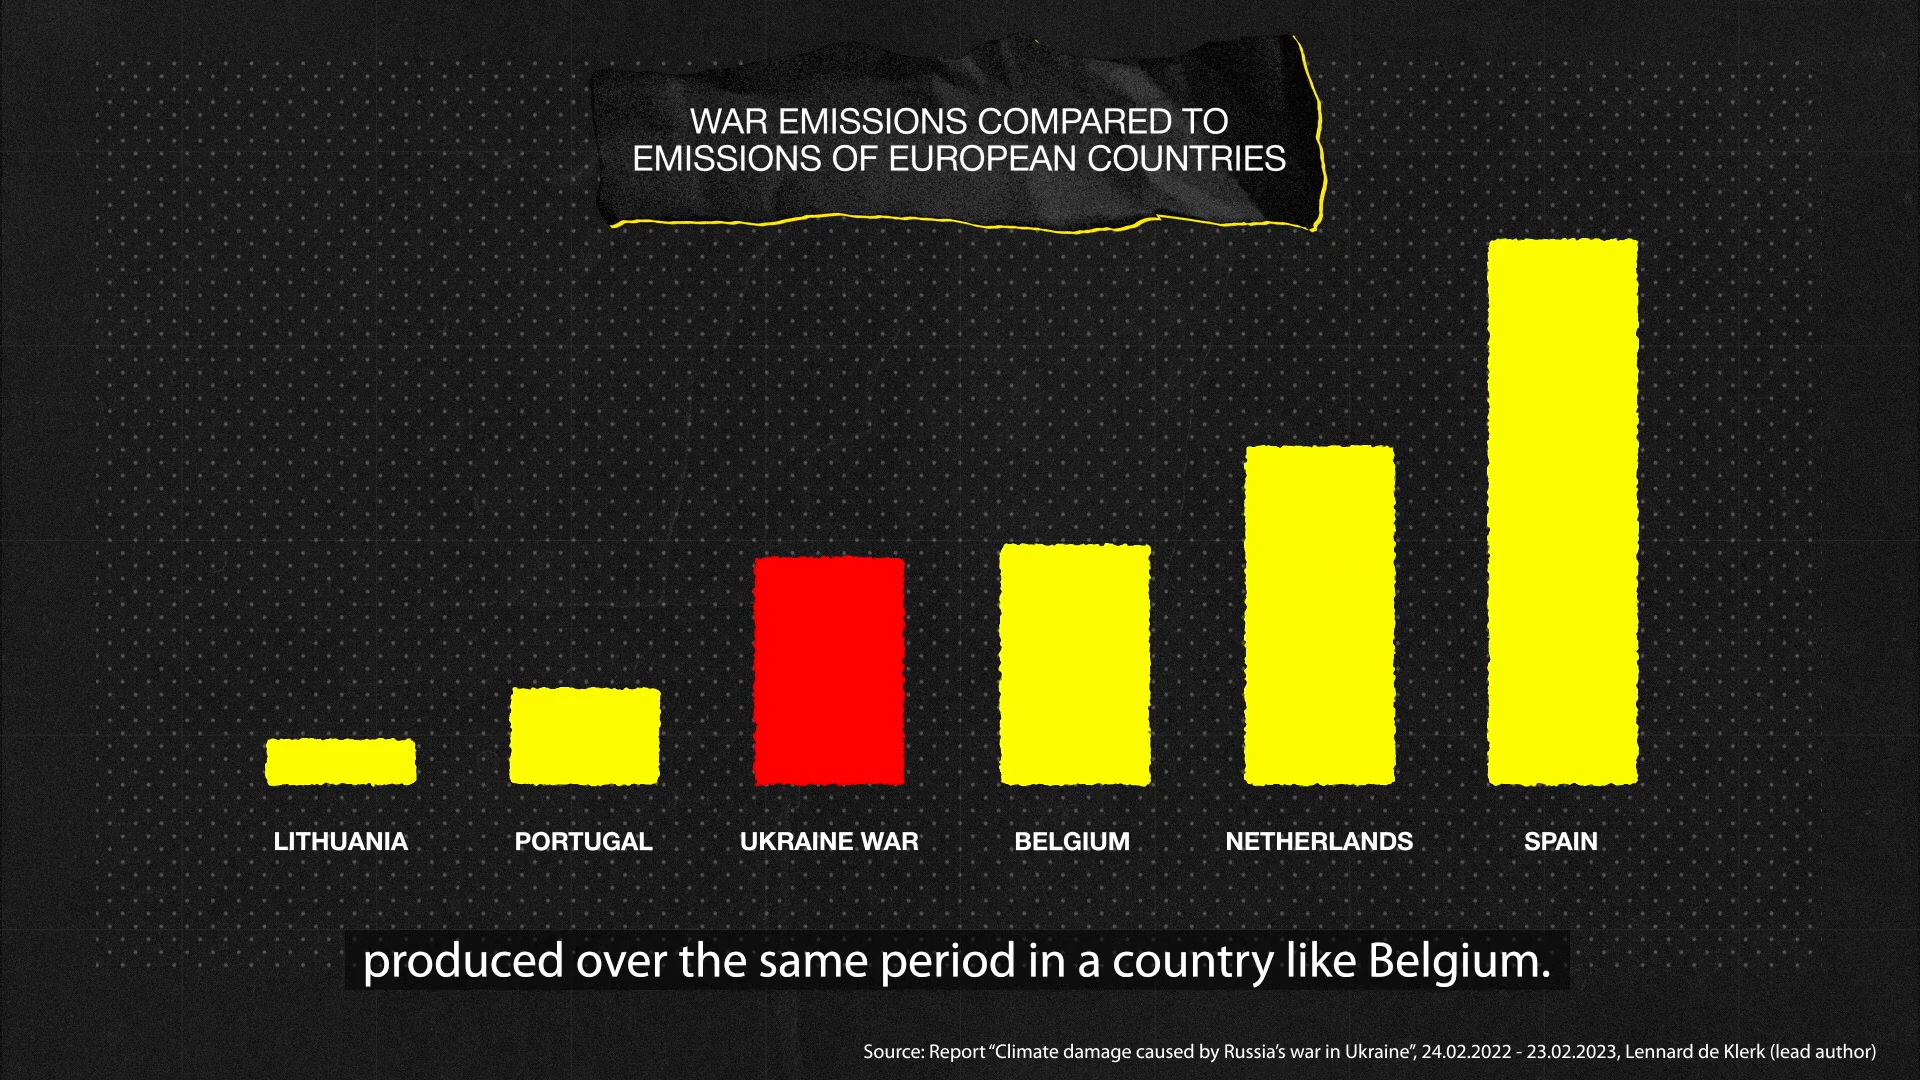 WAR EMISSIONS COMPARED TO
EMISSIONS OF EUROPEAN COUNTRIES
LITHUANIA
PORTUGAL
UKRAINE WAR
BELGIUM
NETHERLANDS
SPAIN
produced over the same period in a country like Belgium.
Source: Report “Climate damage caused by Russia’s war in Ukraine”, 24.02.2022 - 23.02.2023, Lennard de Klerk (lead author)